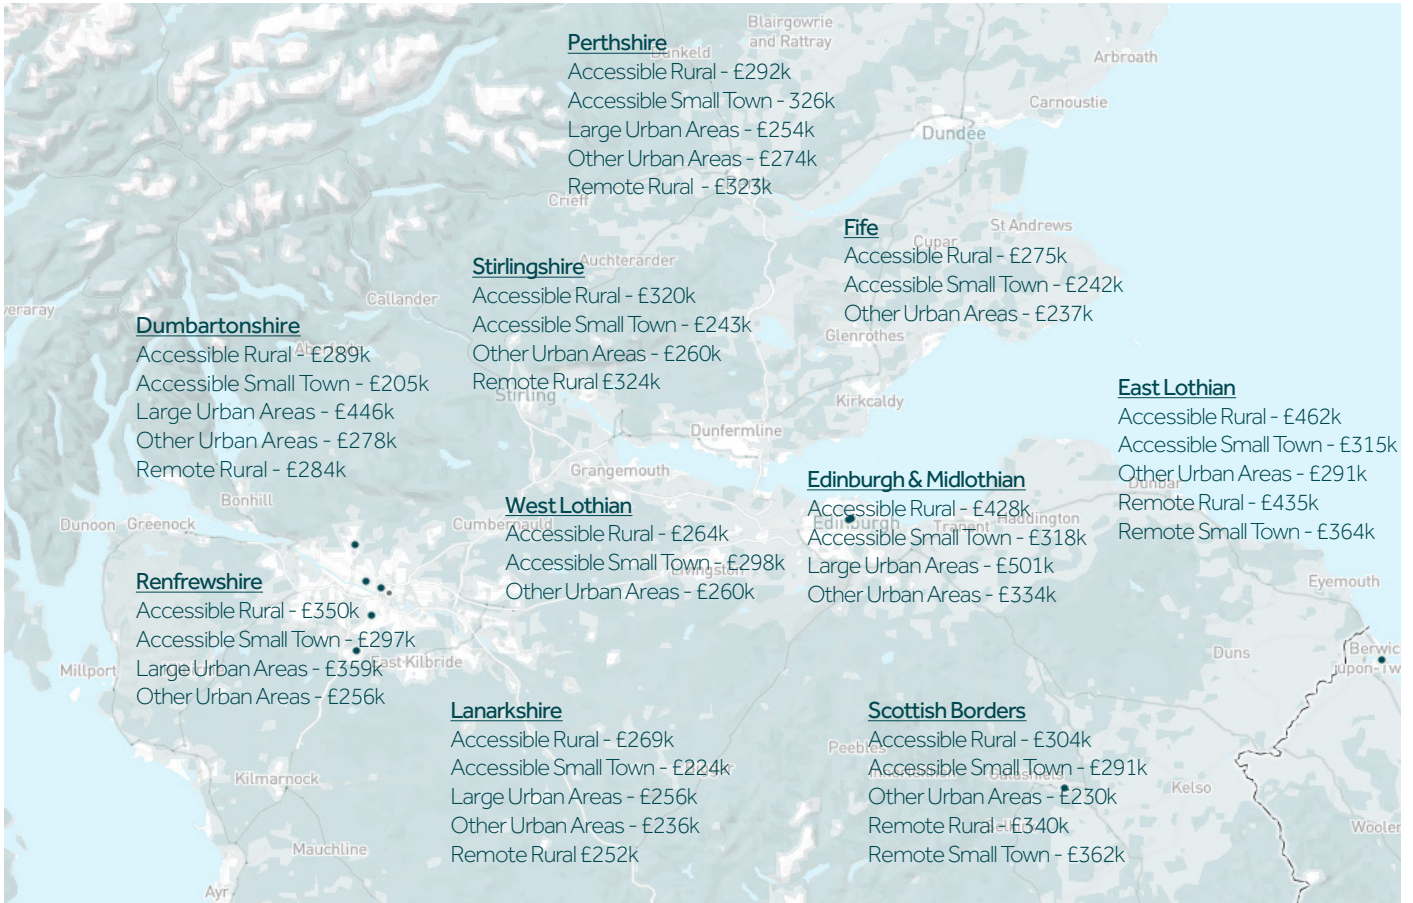 Blairgowrie
and Rattray
Dunkeld
Arbroath
Carnoustie
Dundee
Crieff
Perthshire
Accessible Rural - £292k
Accessible Small Town - 326k
Large Urban Areas - £254k
Other Urban Areas - £274k
Remote Rural - £323k
St Andrews
Cupar
Fife
Accessible Rural - £275k
Accessible Small Town - £242k
Other Urban Areas - £237k
Glenrothes
Auchterarder
Stirlingshire
Accessible Rural - £320k
Accessible Small Town - £243k
Other Urban Areas - £260k
Remote Rural £324k
Stirling
Callander
veraray
Dumbartonshire
Accessible Rural - £289k
Accessible Small Town - £205k
Large Urban Areas - £446k
Other Urban Areas - £278k
Remote Rural - £284k
Kirkcaldy
Dunfermline
Grangemouth
East Lothian
Accessible Rural - £462k
Accessible Small Town - £315k
Other Urban Areas - £291k
Remote Rural - £435k
Remote Small Town - £364k
Dunbar
Edinburgh & Midlothian
Accessible Rural - £428k
Accessible Small Town - £318k
Large Urban Areas - £501k
Other Urban Areas - £334k
Edinburgh
Tranent
Haddington
West Lothian
Accessible Rural - £264k
Accessible Small Town - £298k
Other Urban Areas - £260k
Livingston
Bonhill
Dunoon
Greenock
Cumbernauld
Renfrewshire
Accessible Rural - £350k
Accessible Small Town - £297k
Large Urban Areas - £359k
Other Urban Areas - £256k
Millport
East Kilbride
Eyemouth
Duns
Berwic
upon-Tw
Lanarkshire
Accessible Rural - £269k
Accessible Small Town - £224k
Large Urban Areas - £256k
Other Urban Areas - £236k
Remote Rural £252k
Scottish Borders
Accessible Rural - £304k
Accessible Small Town - £291k
Other Urban Areas - £230k
Remote Rural - £340k
Remote Small Town - £362k
Peebles
Galashiels
Kelso
Wooler
Kilmarnock
Mauchline
Ayr